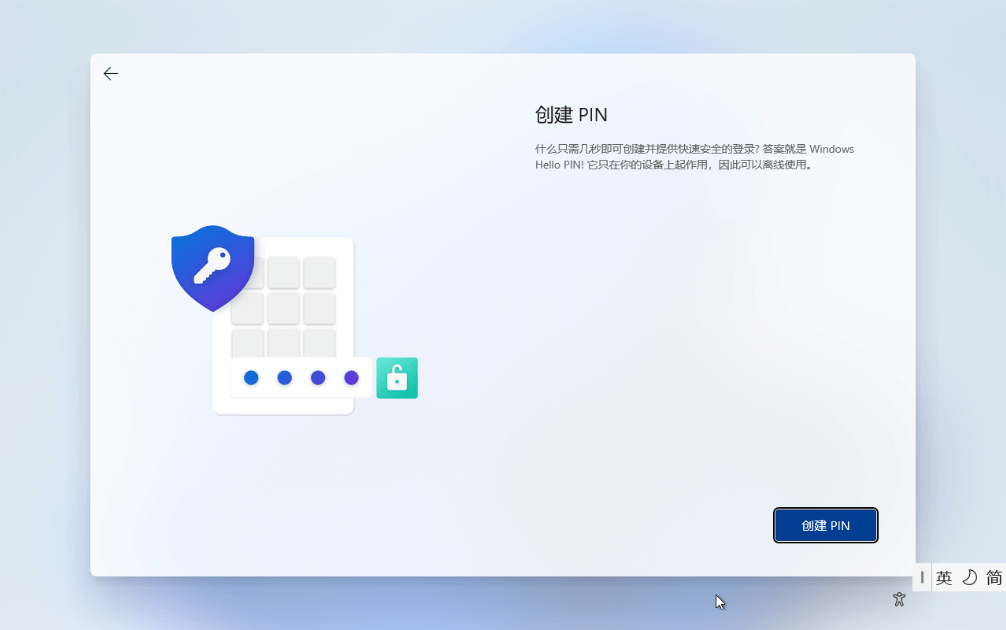 创建 PIN
什么只需几秒即可创建并提供快速安全的登录? 答案就是 Windows
Hello PIN! 它只在你的设备上起作用，因此可以离线使用。
创建 PIN
英 简